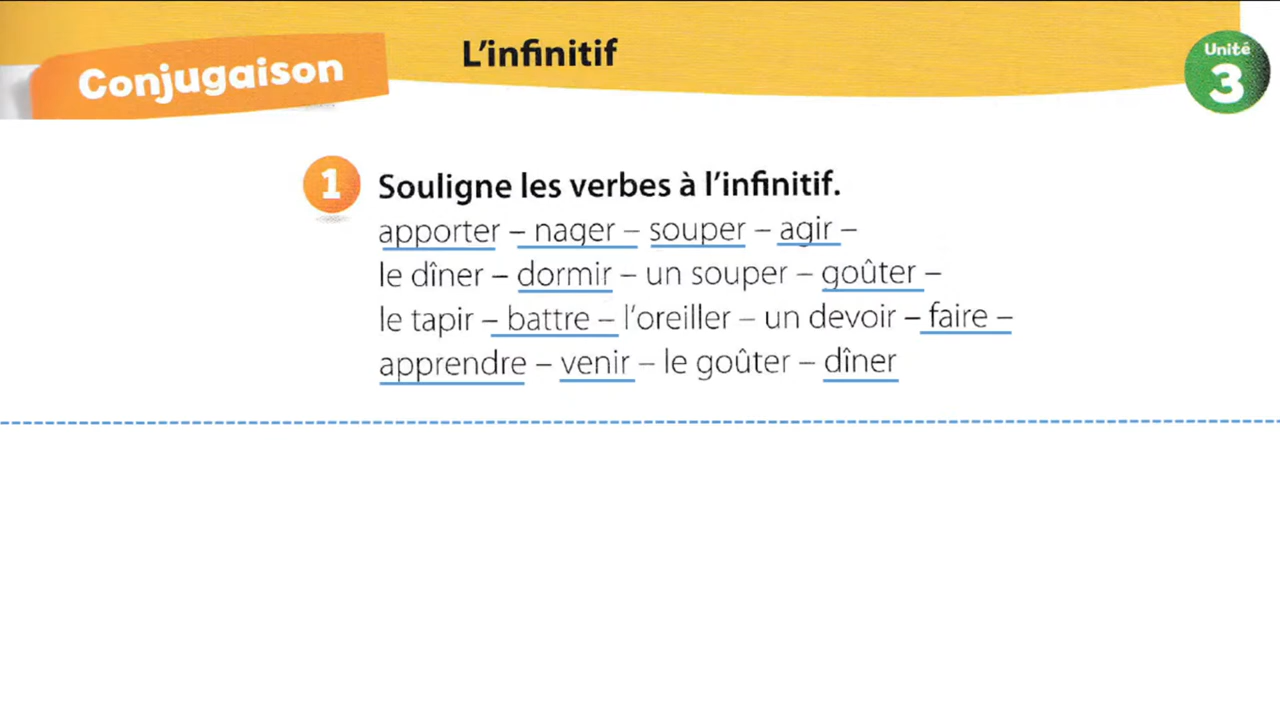 Conjugaison
L'infinitif
Unité
3
1 Souligne les verbes à l'infinitif.
apporter – nager – souper – agir –
le dîner – dormir – un souper – goûter –
le tapir – battre – l'oreiller – un devoir – faire –
apprendre – venir – le goûter – dîner